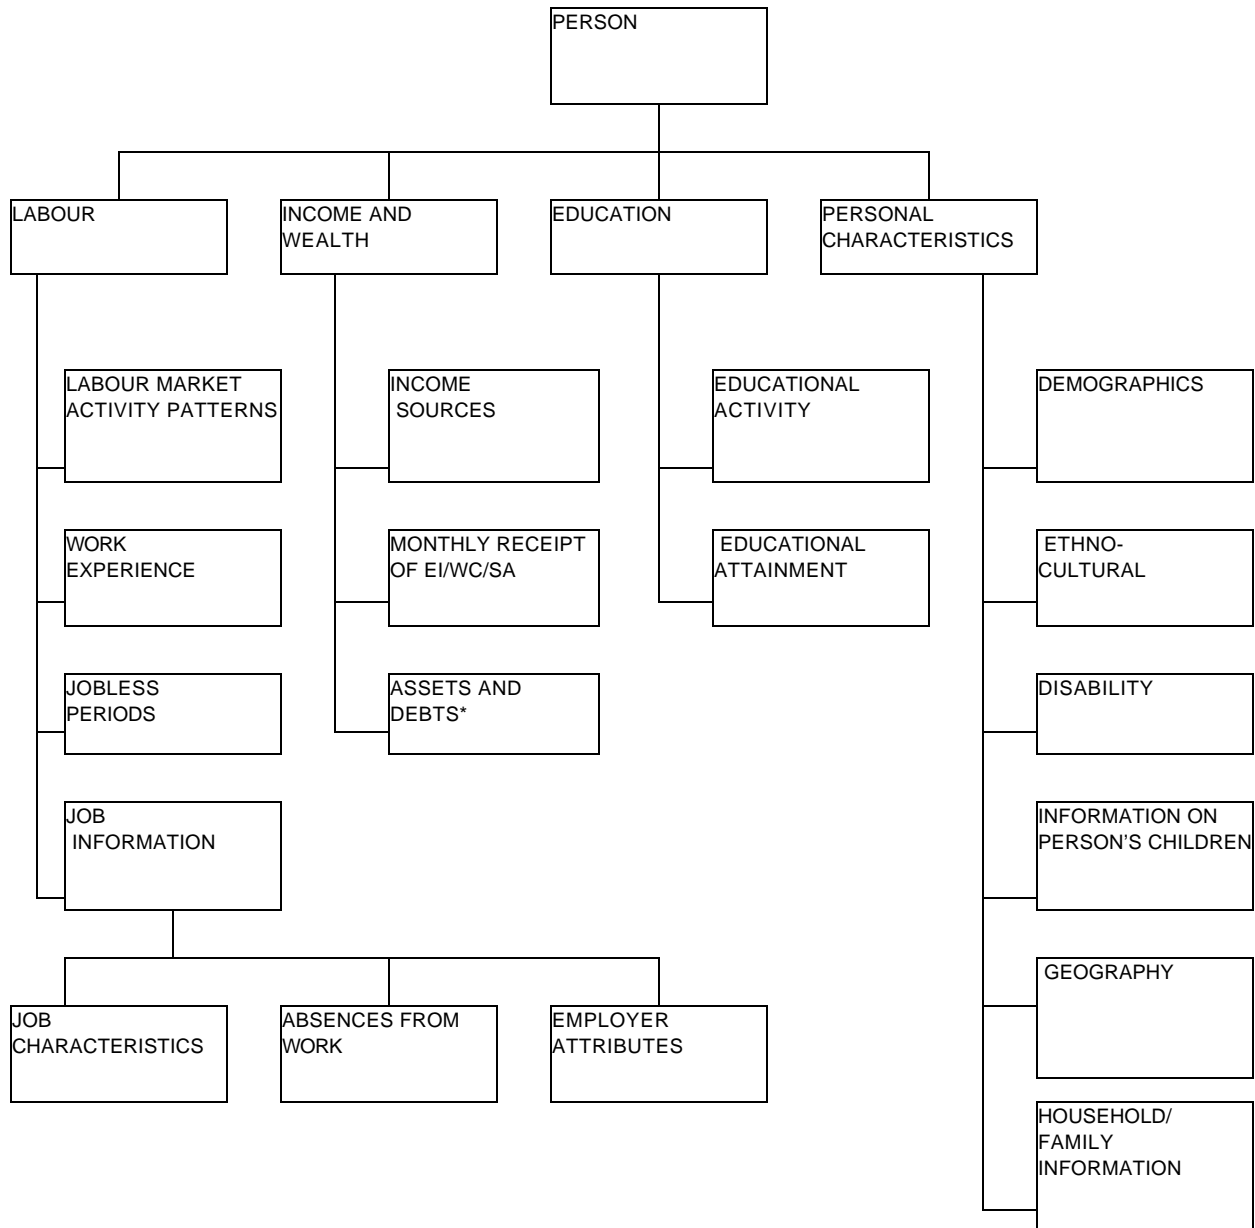 PERSON
LABOUR
INCOME AND
WEALTH
EDUCATION
PERSONAL
CHARACTERISTICS
LABOUR MARKET
ACTIVITY PATTERNS
INCOME
SOURCES
EDUCATIONAL
ACTIVITY
DEMOGRAPHICS
WORK
EXPERIENCE
MONTHLY RECEIPT
OF EI/WC/SA
EDUCATIONAL
ATTAINMENT
ETHNO-
CULTURAL
JOBLESS
PERIODS
ASSETS AND
DEBTS*
DISABILITY
JOB
INFORMATION
INFORMATION ON
PERSON'S CHILDREN
GEOGRAPHY
JOB
CHARACTERISTICS
ABSENCES FROM
WORK
EMPLOYER
ATTRIBUTES
HOUSEHOLD/
FAMILY
INFORMATION